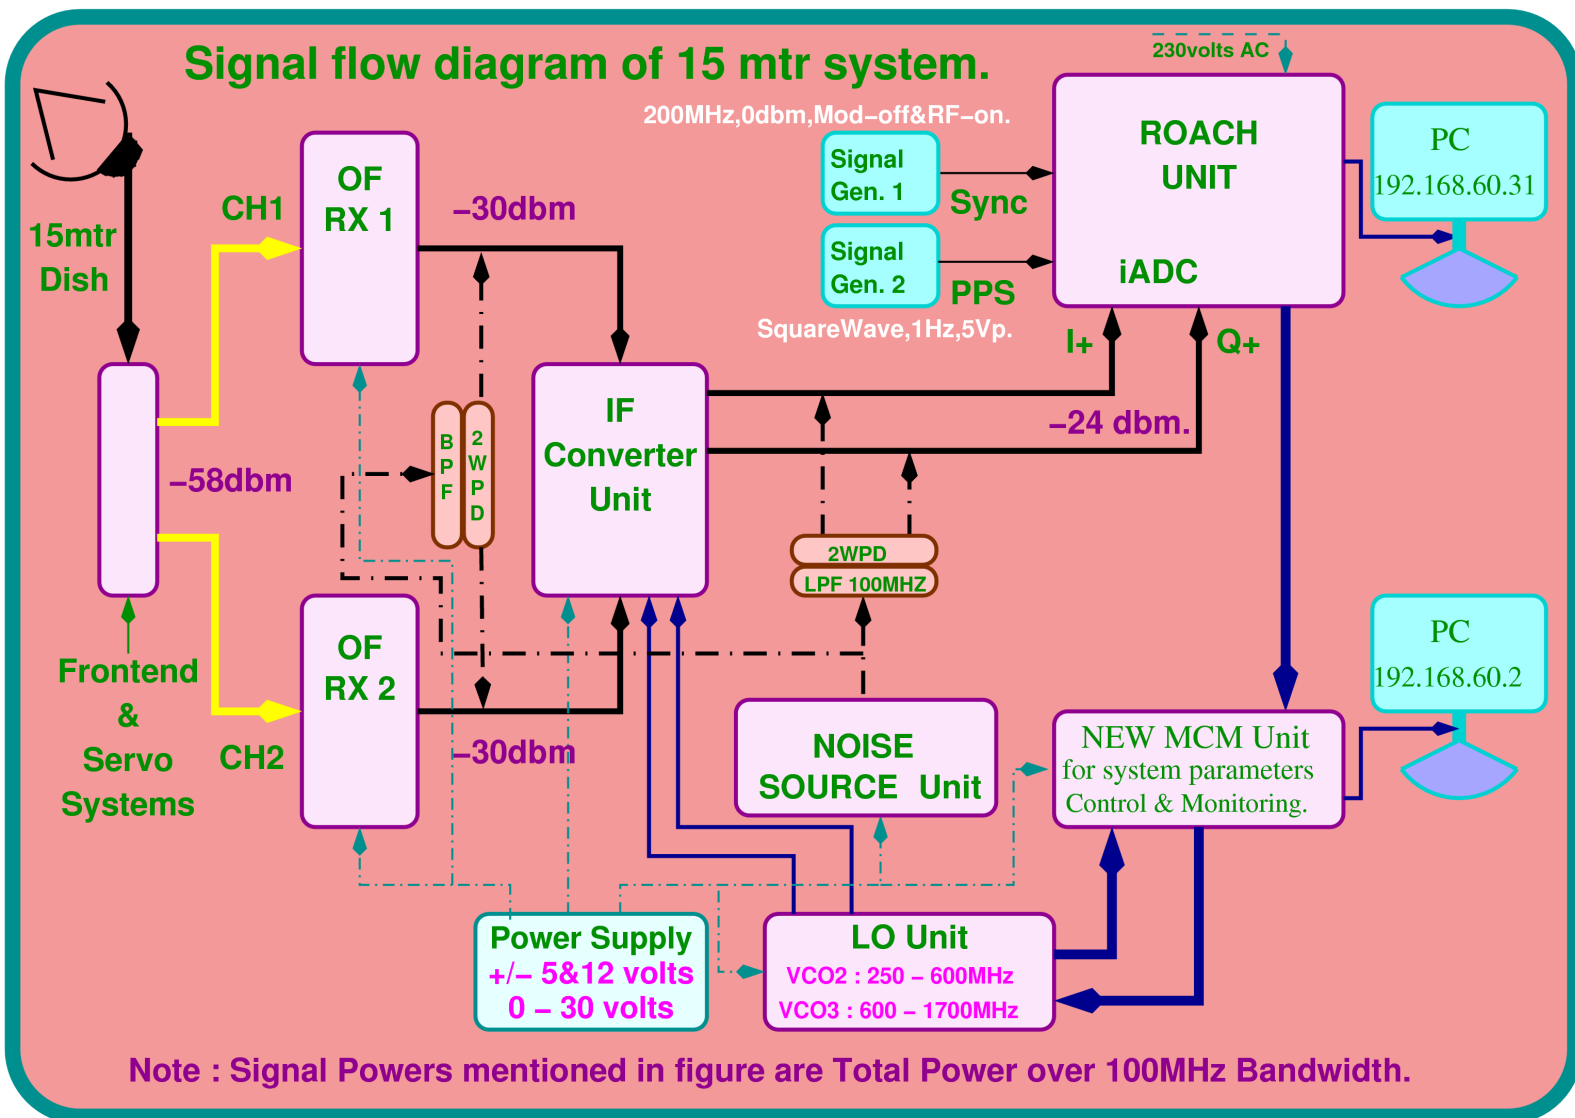 Signal flow diagram of 15 mtr system.
230volts AC
200MHz,0dbm,Mod−off&RF−on.
15mtr
Dish
CH1
OF
RX 1
−30dbm
Signal
Gen. 1
Sync
Signal
Gen. 2
PPS
SquareWave,1Hz,5Vp.
ROACH
UNIT
iADC
I+
Q+
PC
192.168.60.31
−58dbm
B
P
F
2
W
P
D
IF
Converter
Unit
−24 dbm.
2WPD
LPF 100MHZ
Frontend
&
Servo
Systems
CH2
OF
RX 2
−30dbm
NOISE
SOURCE Unit
NEW MCM Unit
for system parameters
Control & Monitoring.
PC
192.168.60.2
Power Supply
+/− 5&12 volts
0 − 30 volts
LO Unit
VCO2 : 250 − 600MHz
VCO3 : 600 − 1700MHz
Note : Signal Powers mentioned in figure are Total Power over 100MHz Bandwidth.